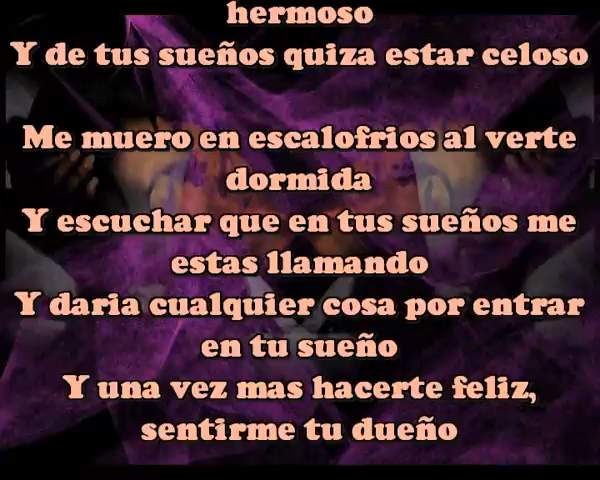 hermoso
Y de tus sueños quiza estar celoso
Me muero en escalofrios al verte
dormida
Y escuchar que en tus sueños me
estas llamando
Y daria cualquier cosa por entrar
en tu sueño
Y una vez mas hacerte feliz,
sentirme tu dueño